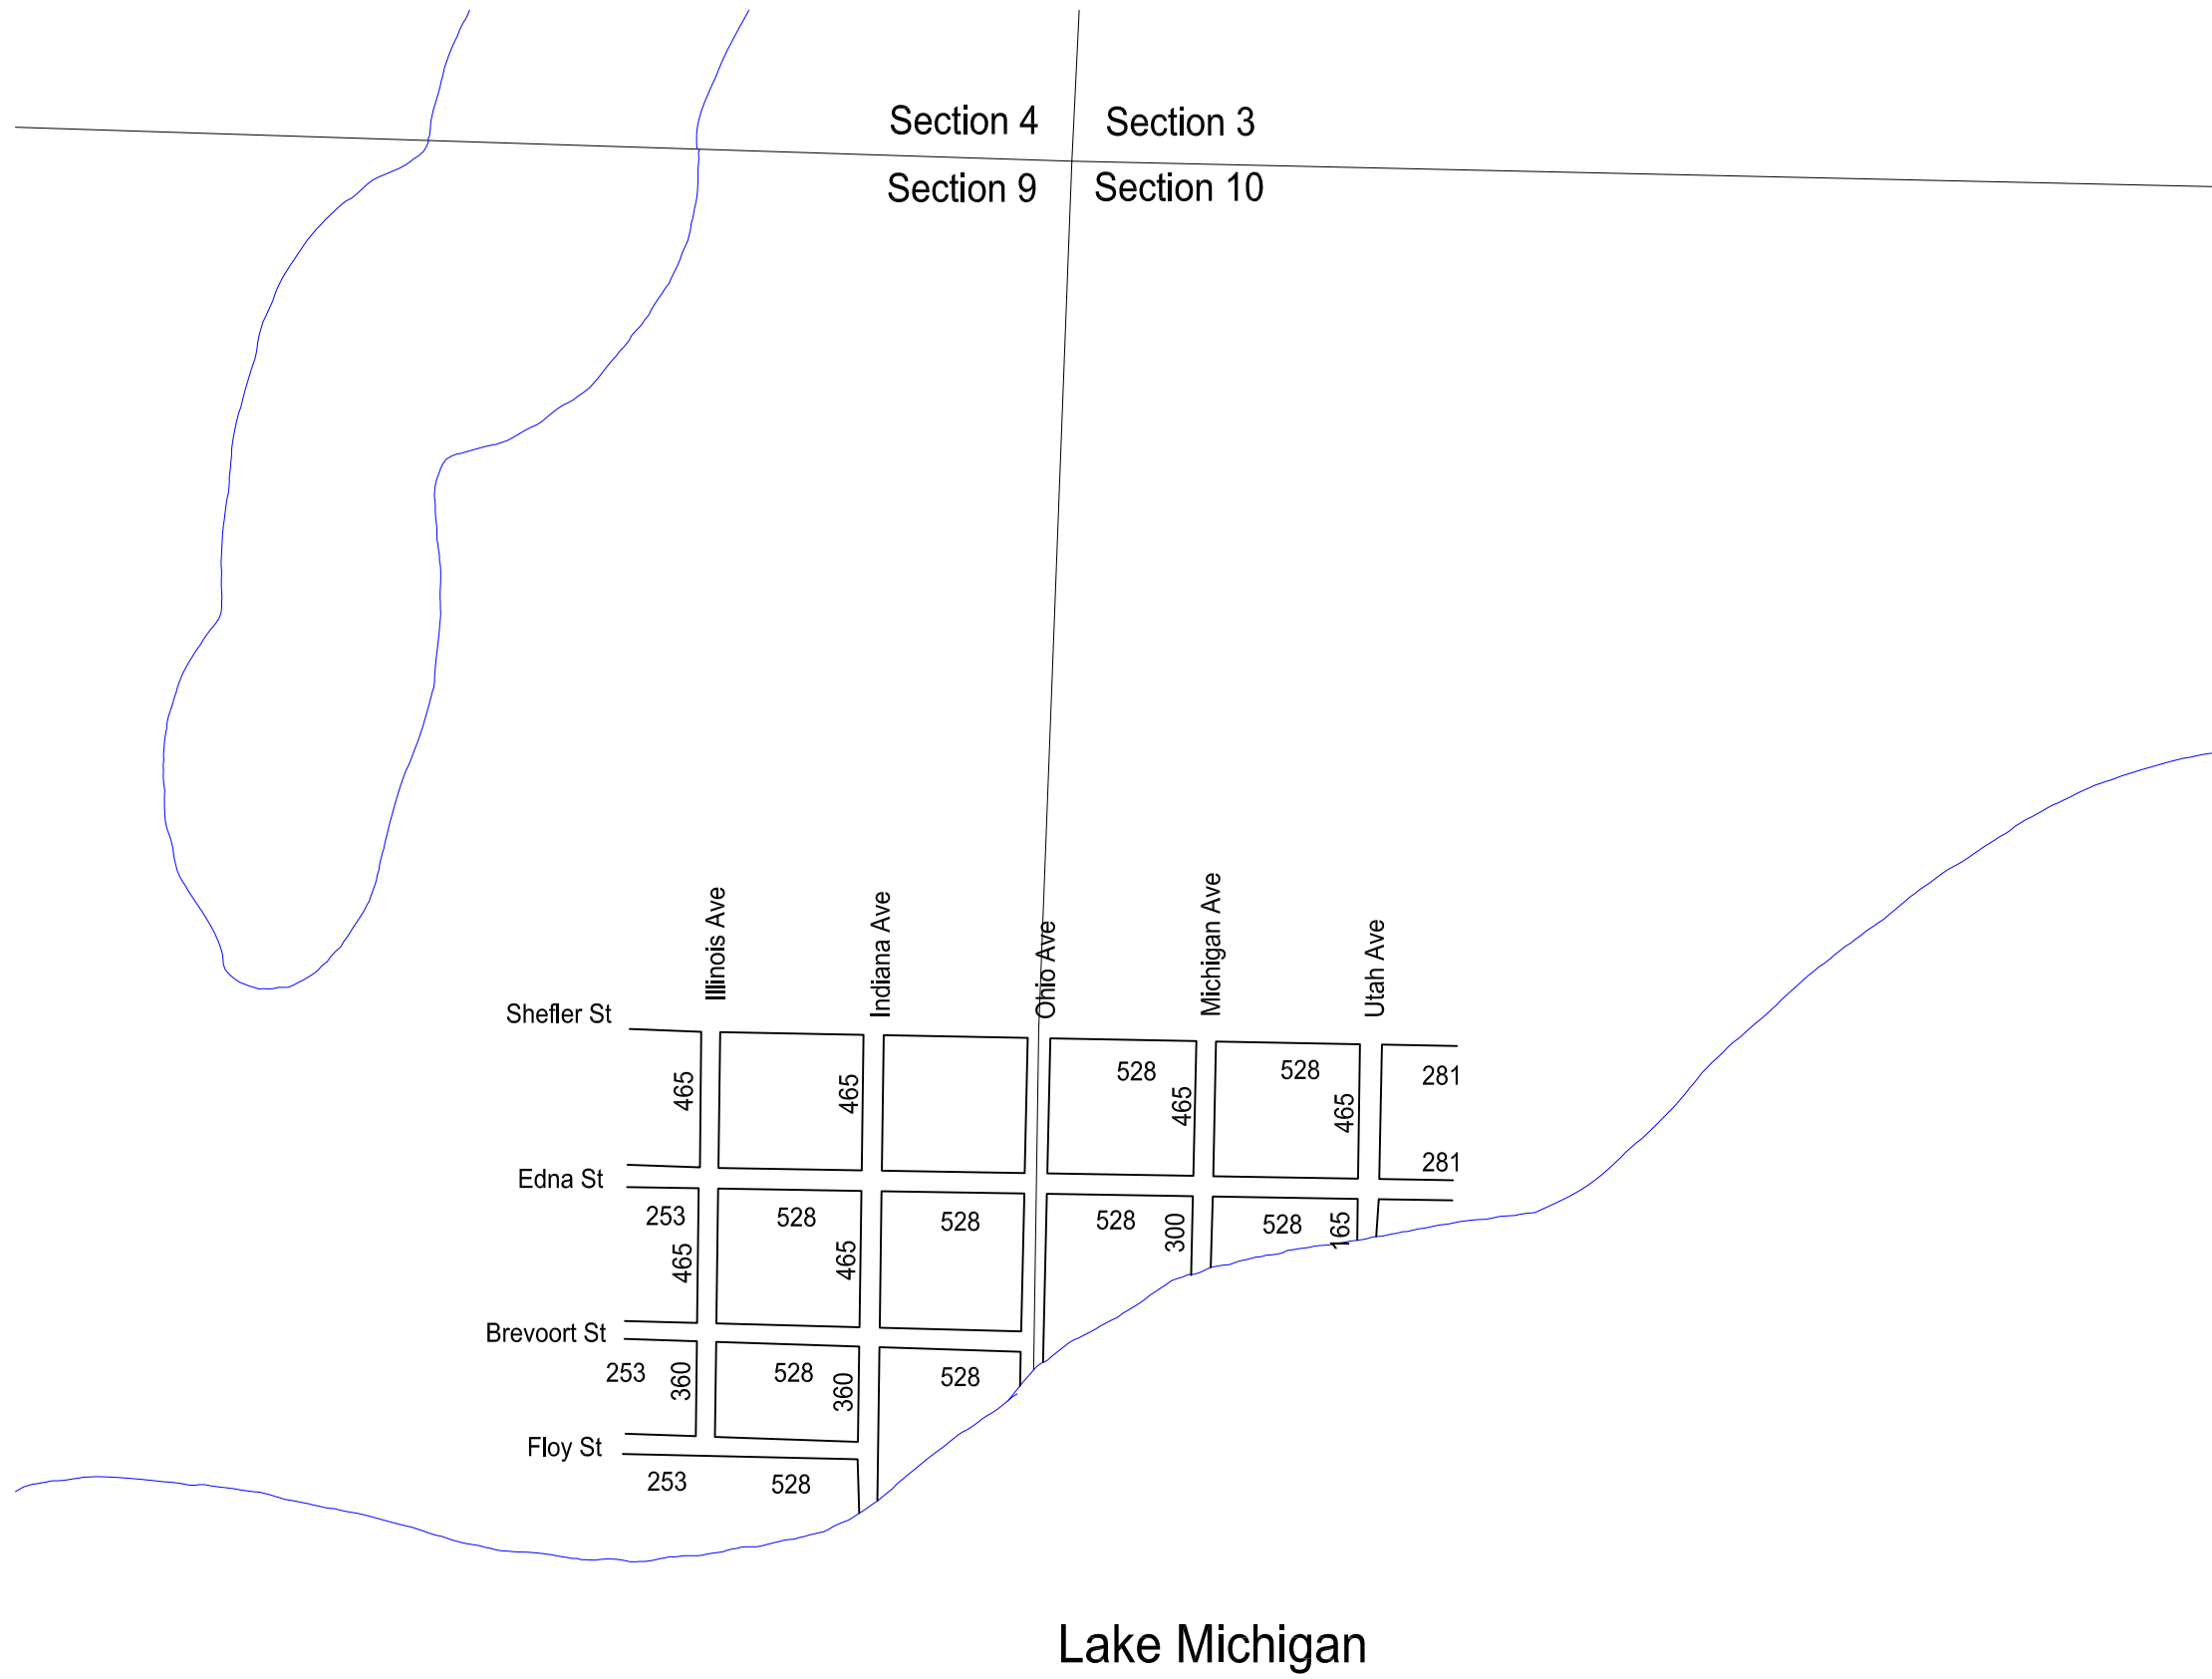 Section 4
Section 3
Section 9
Section 10
Illinois Ave
Indiana Ave
Ohio Ave
Michigan Ave
Utah Ave
Shefler St
465
465
528
465
528
465
281
281
Edna St
253
465
528
465
528
528
300
528
165
Brevoort St
253
360
528
360
528
Floy St
253
528
Lake Michigan